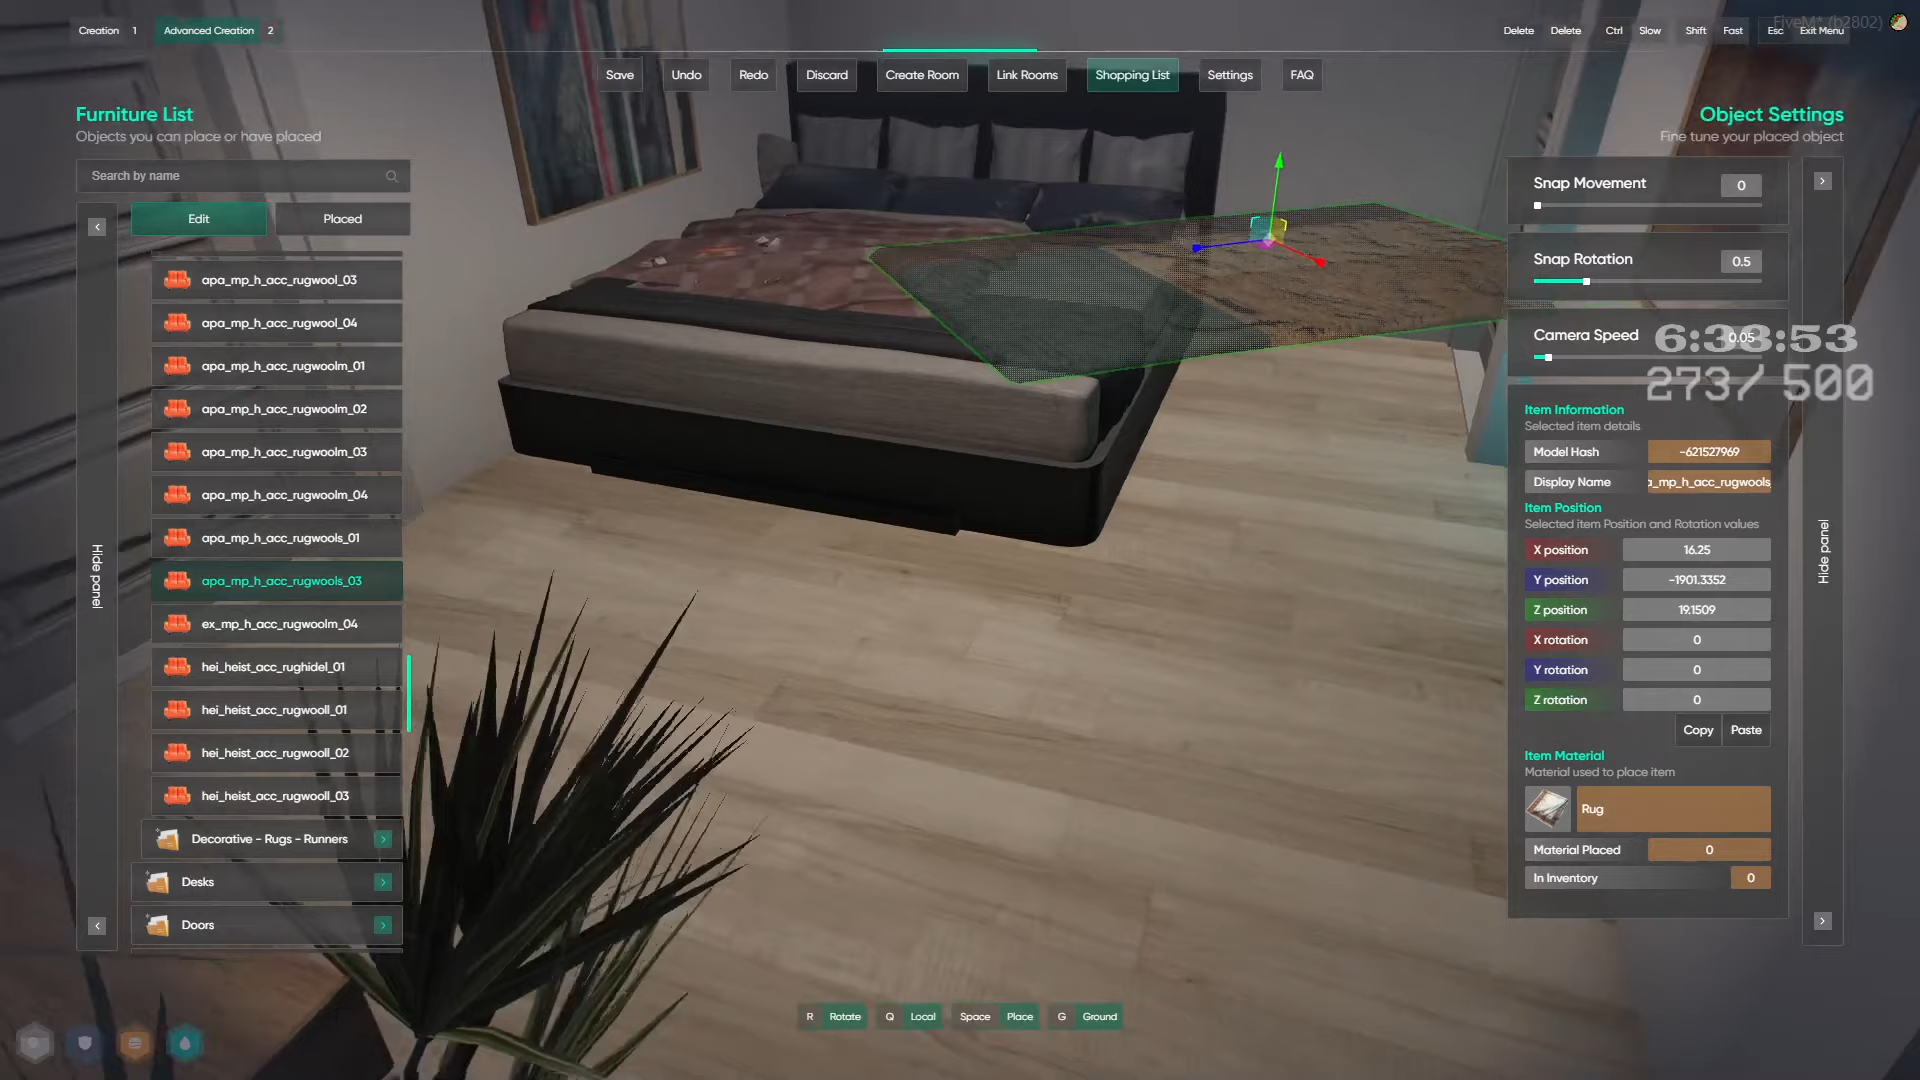 Creation 1 Advanced Creation 2
Delete Delete Ctrl Slow Shift Fast Esc Exit Menu
FiveM* (b2802)
Save Undo Redo Discard Create Room Link Rooms Shopping List Settings FAQ
Furniture List
Objects you can place or have placed
Search by name
Edit Placed
Hide panel
apa_mp_h_acc_rugwool_03
apa_mp_h_acc_rugwool_04
apa_mp_h_acc_rugwoolm_01
apa_mp_h_acc_rugwoolm_02
apa_mp_h_acc_rugwoolm_03
apa_mp_h_acc_rugwoolm_04
apa_mp_h_acc_rugwools_01
apa_mp_h_acc_rugwools_03
ex_mp_h_acc_rugwoolm_04
hei_heist_acc_rughidel_01
hei_heist_acc_rugwooll_01
hei_heist_acc_rugwooll_02
hei_heist_acc_rugwooll_03
Decorative - Rugs - Runners
Desks
Doors
R Rotate Q Local Space Place G Ground
Object Settings
Fine tune your placed object
Snap Movement 0
Snap Rotation 0.5
Camera Speed 0.05
6:38:53
273/ 500
Item Information
Selected item details
Model Hash -621527969
Display Name a_mp_h_acc_rugwools
Item Position
Selected item Position and Rotation values
X position 16.25
Y position -1901.3352
Z position 19.1509
X rotation 0
Y rotation 0
Z rotation 0
Copy Paste
Item Material
Material used to place item
Rug
Material Placed 0
In Inventory 0
Hide panel